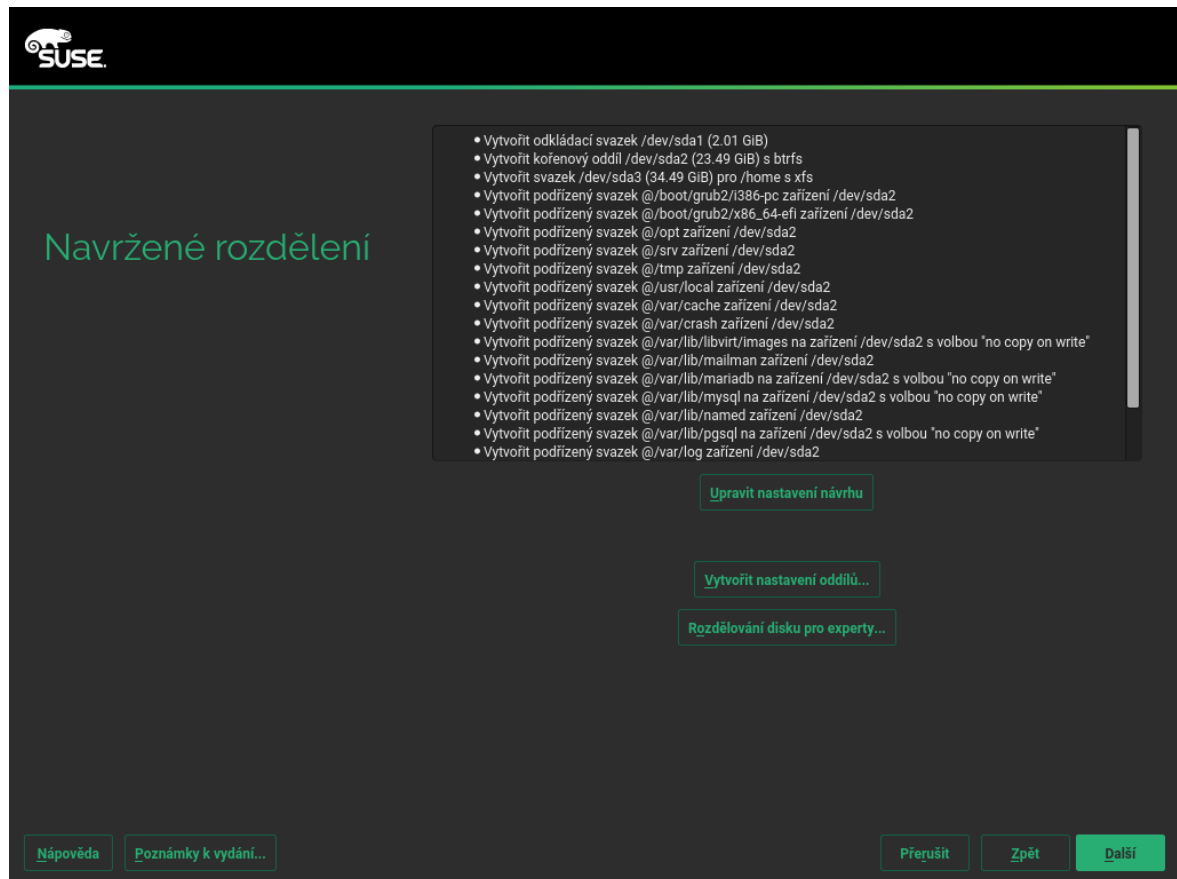 SUSE.
Navržené rozdělení
• Vytvořit odkládací svazek /dev/sda1 (2.01 GiB)
• Vytvořit kořenový oddíl /dev/sda2 (23.49 GiB) s btrfs
• Vytvořit svazek /dev/sda3 (34.49 GiB) pro /home s xfs
• Vytvořit podřízený svazek @/boot/grub2/i386-pc zařízení /dev/sda2
• Vytvořit podřízený svazek @/boot/grub2/x86_64-efi zařízení /dev/sda2
• Vytvořit podřízený svazek @/opt zařízení /dev/sda2
• Vytvořit podřízený svazek @/srv zařízení /dev/sda2
• Vytvořit podřízený svazek @/tmp zařízení /dev/sda2
• Vytvořit podřízený svazek @/usr/local zařízení /dev/sda2
• Vytvořit podřízený svazek @/var/cache zařízení /dev/sda2
• Vytvořit podřízený svazek @/var/crash zařízení /dev/sda2
• Vytvořit podřízený svazek @/var/lib/libvirt/images na zařízení /dev/sda2 s volbou "no copy on write"
• Vytvořit podřízený svazek @/var/lib/mailman zařízení /dev/sda2
• Vytvořit podřízený svazek @/var/lib/mariadb na zařízení /dev/sda2 s volbou "no copy on write"
• Vytvořit podřízený svazek @/var/lib/mysql na zařízení /dev/sda2 s volbou "no copy on write"
• Vytvořit podřízený svazek @/var/lib/named zařízení /dev/sda2
• Vytvořit podřízený svazek @/var/lib/pgsql na zařízení /dev/sda2 s volbou "no copy on write"
• Vytvořit podřízený svazek @/var/log zařízení /dev/sda2
Upravit nastavení návrhu
Vytvořit nastavení oddílů...
Rozdělování disku pro experty...
Nápověda
Poznámky k vydání...
Přerušit
Zpět
Další